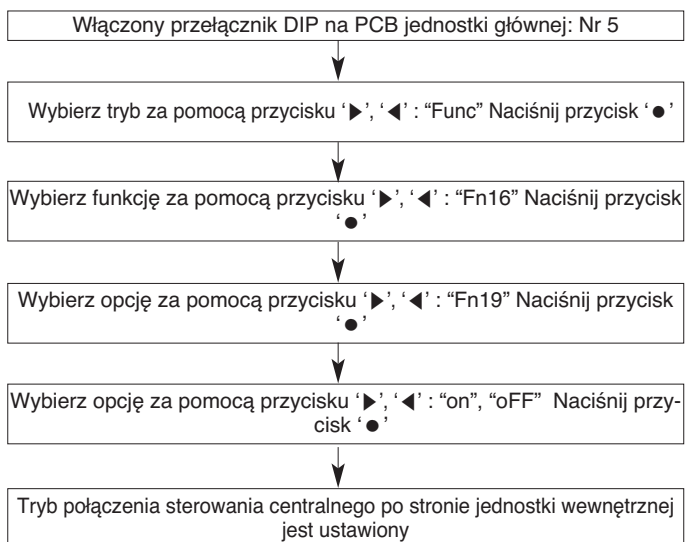 Włączony przełącznik DIP na PCB jednostki głównej: Nr 5
Wybierz tryb za pomocą przycisku ‘▶’, ‘◀’ : “Func” Naciśnij przycisk ‘●’
Wybierz funkcję za pomocą przycisku ‘▶’, ‘◀’ : “Fn16” Naciśnij przycisk
‘●’
Wybierz opcję za pomocą przycisku ‘▶’, ‘◀’ : “Fn19” Naciśnij przycisk
‘●’
Wybierz opcję za pomocą przycisku ‘▶’, ‘◀’ : “on”, “oFF” Naciśnij przy-
cisk ‘●’
Tryb połączenia sterowania centralnego po stronie jednostki wewnętrznej
jest ustawiony